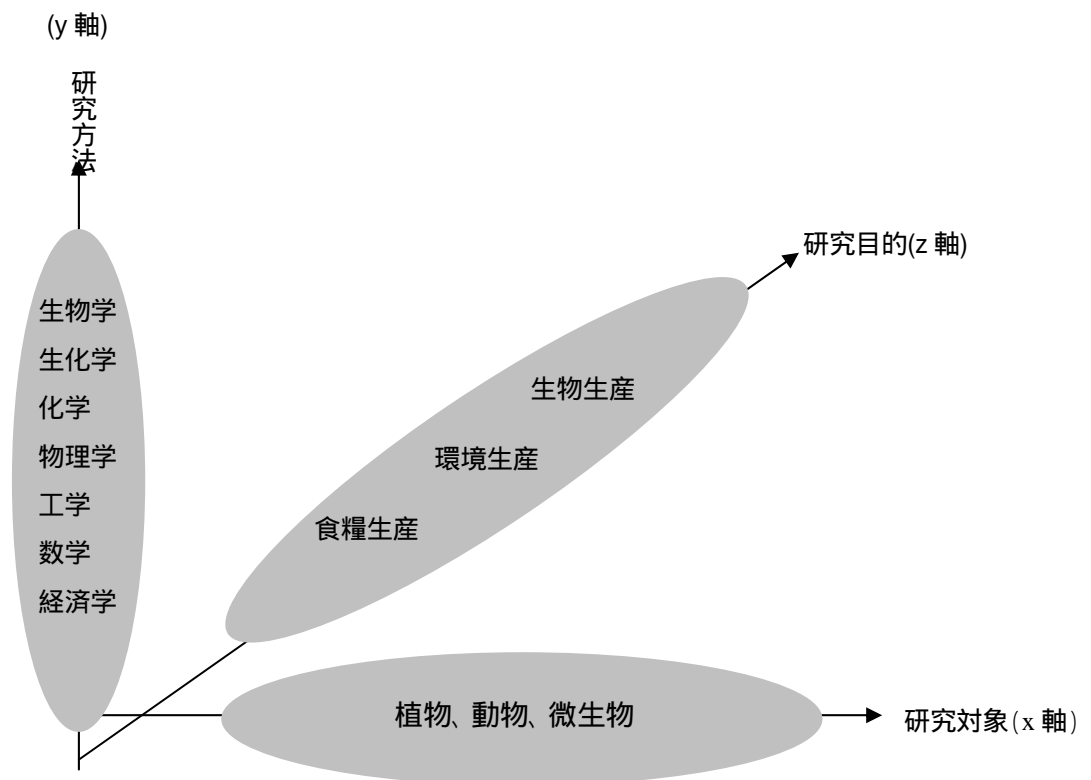 (y 軸)
研究方法
研究目的(z 軸)
生物学
生化学
化学
物理学
工学
数学
経済学
生物生産
環境生産
食糧生産
植物、動物、微生物
研究対象(x 軸)